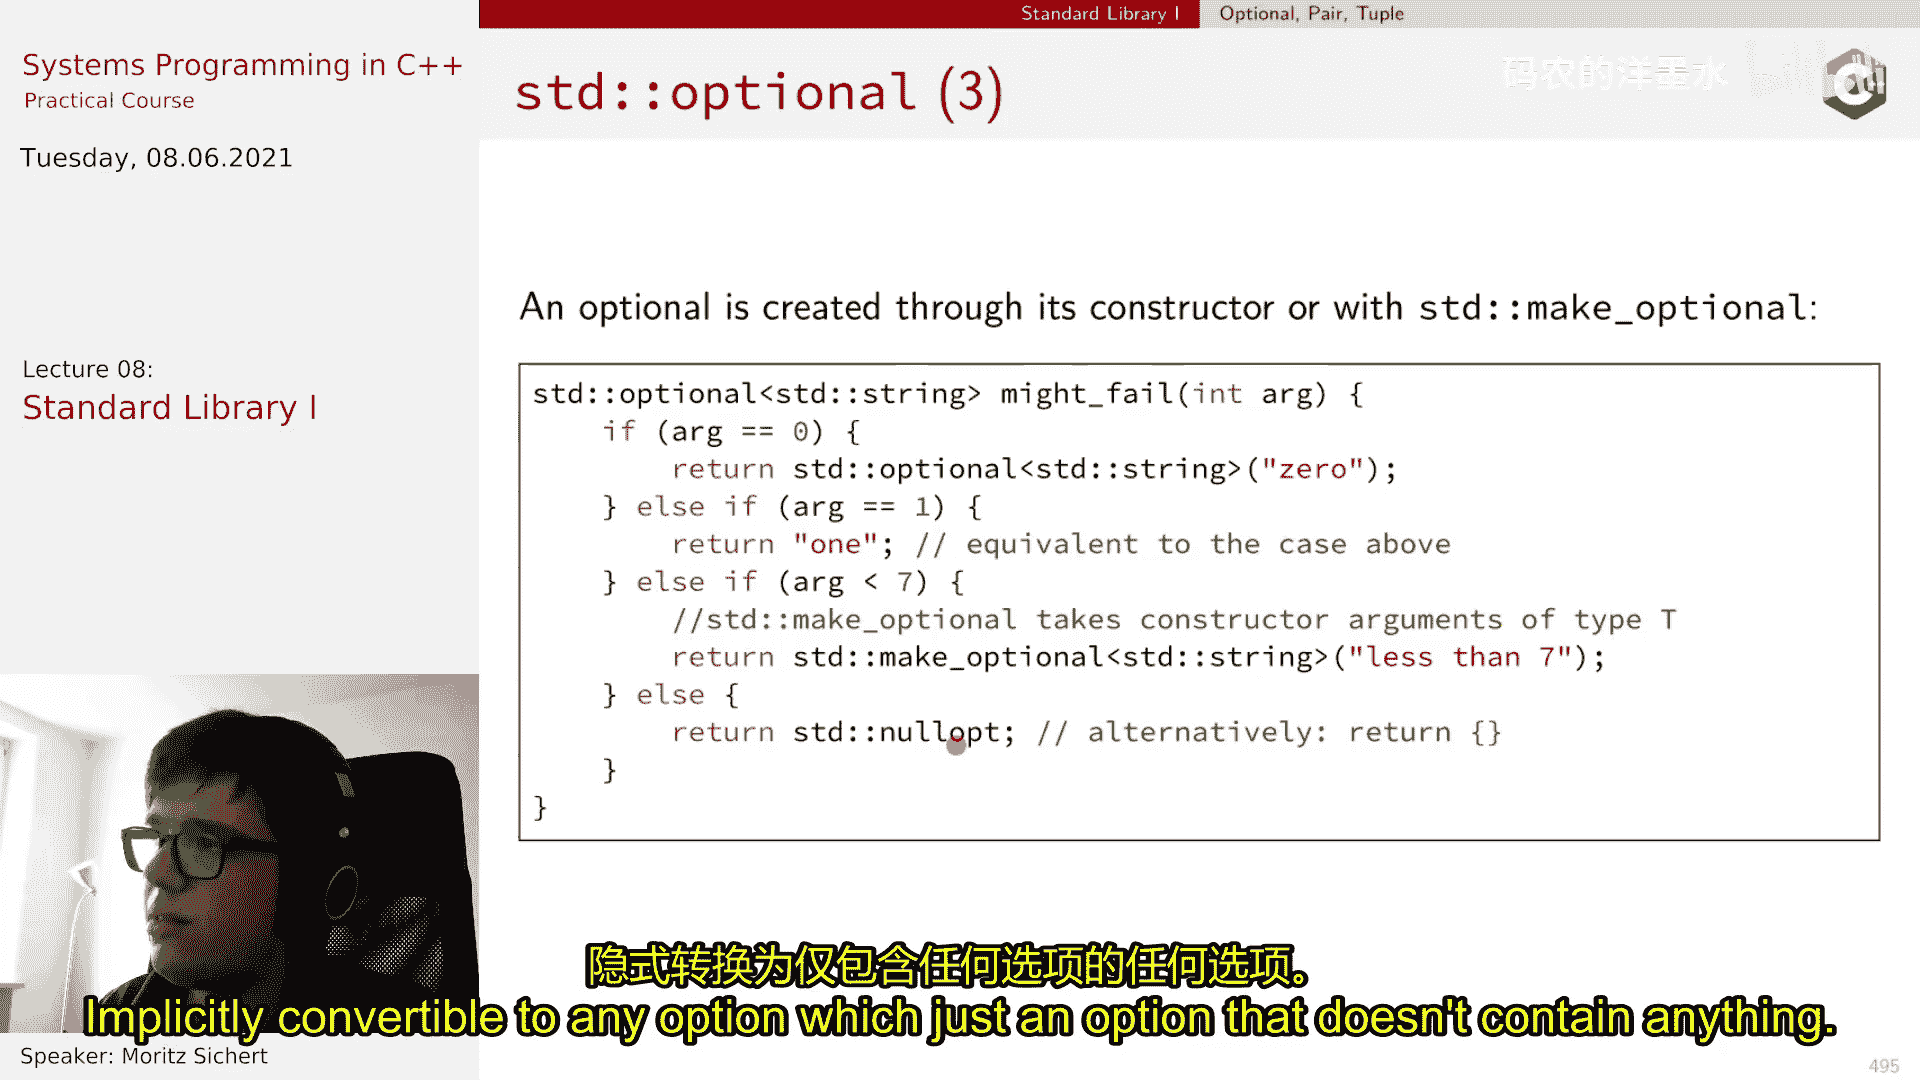 Standard Library I
Optional, Pair, Tuple
Systems Programming in C++
Practical Course
Tuesday, 08.06.2021
Lecture 08:
Standard Library I
std::optional (3)
码农的洋墨水
An optional is created through its constructor or with std::make_optional:
std::optional<std::string> might_fail(int arg) {
if (arg == 0) {
return std::optional<std::string>("zero");
} else if (arg == 1) {
return "one"; // equivalent to the case above
} else if (arg < 7) {
//std::make_optional takes constructor arguments of type T
return std::make_optional<std::string>("less than 7");
} else {
return std::nullopt; // alternatively: return {}
}
}
隐式转换为仅包含任何选项的任何选项。
Implicitly convertible to any option which just an option that doesn't contain anything.
Speaker: Moritz Sichert
495